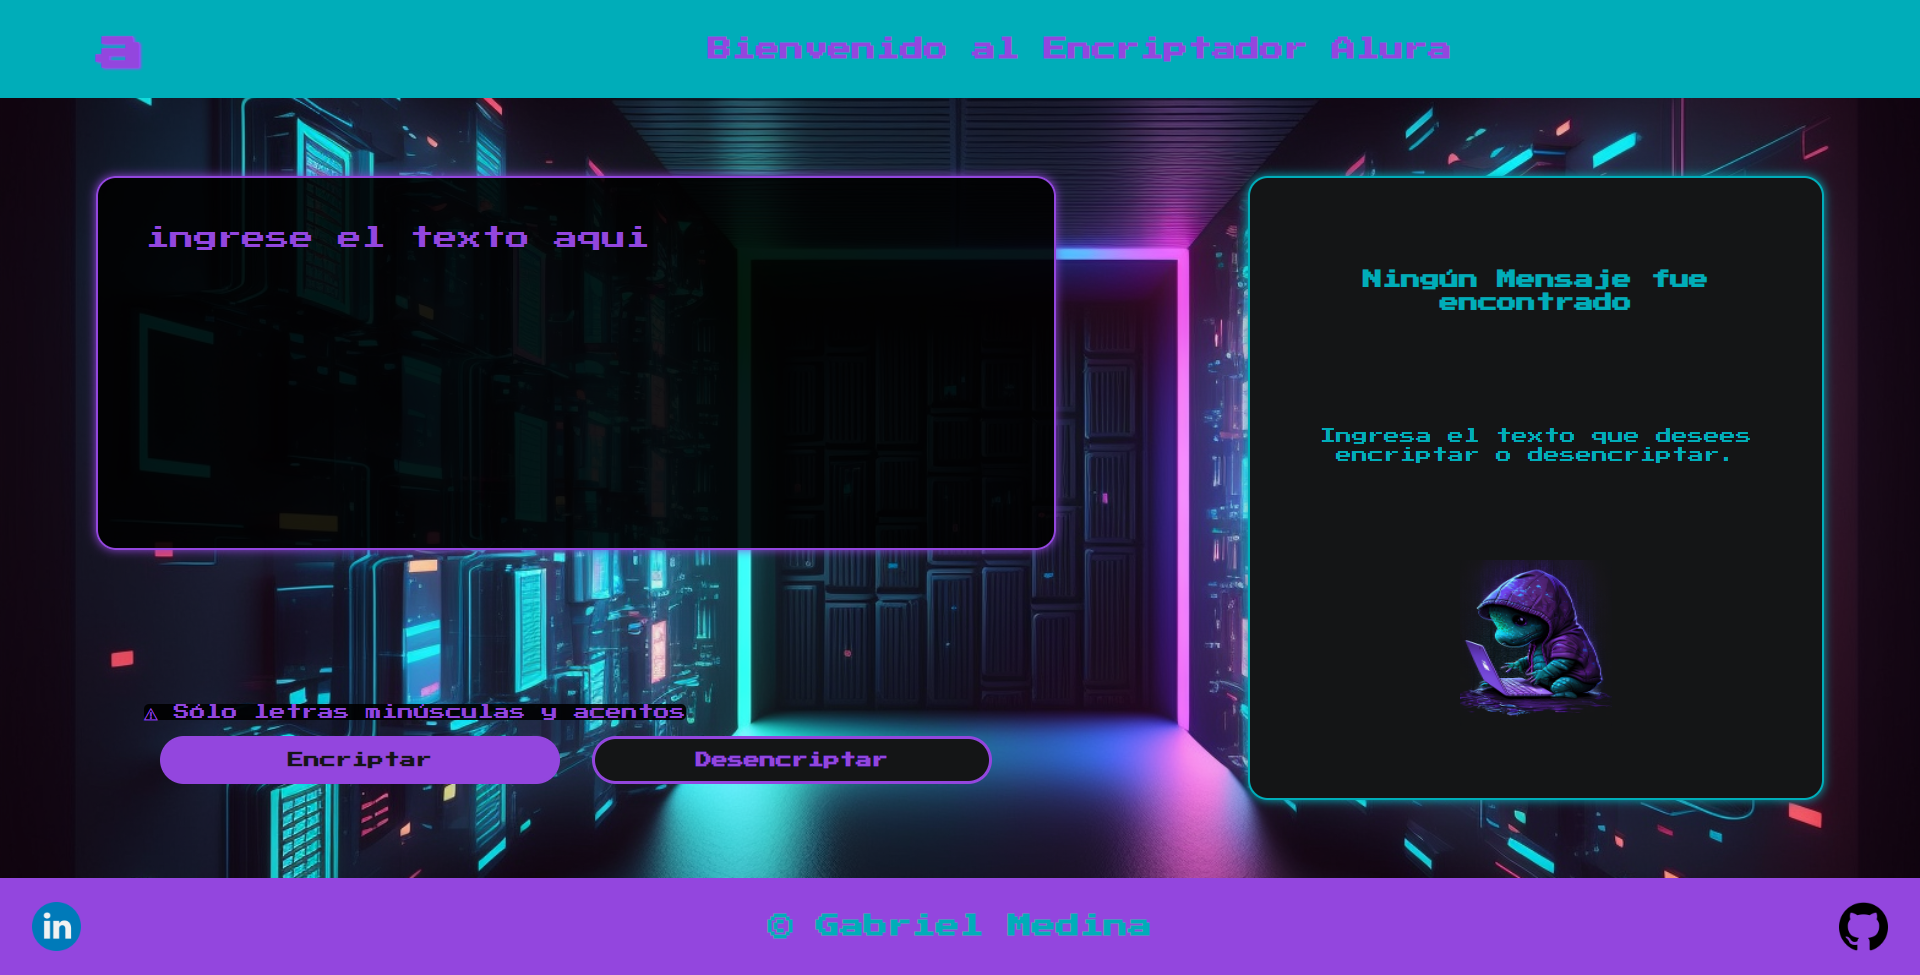 a
Bienvenido al Encriptador Alura
ingrese el texto aqui
Ningún Mensaje fue
encontrado
Ingresa el texto que desees
encriptar o desencriptar.
⚠ Sólo letras minúsculas y acentos
Encriptar
Desencriptar
in
© Gabriel Medina